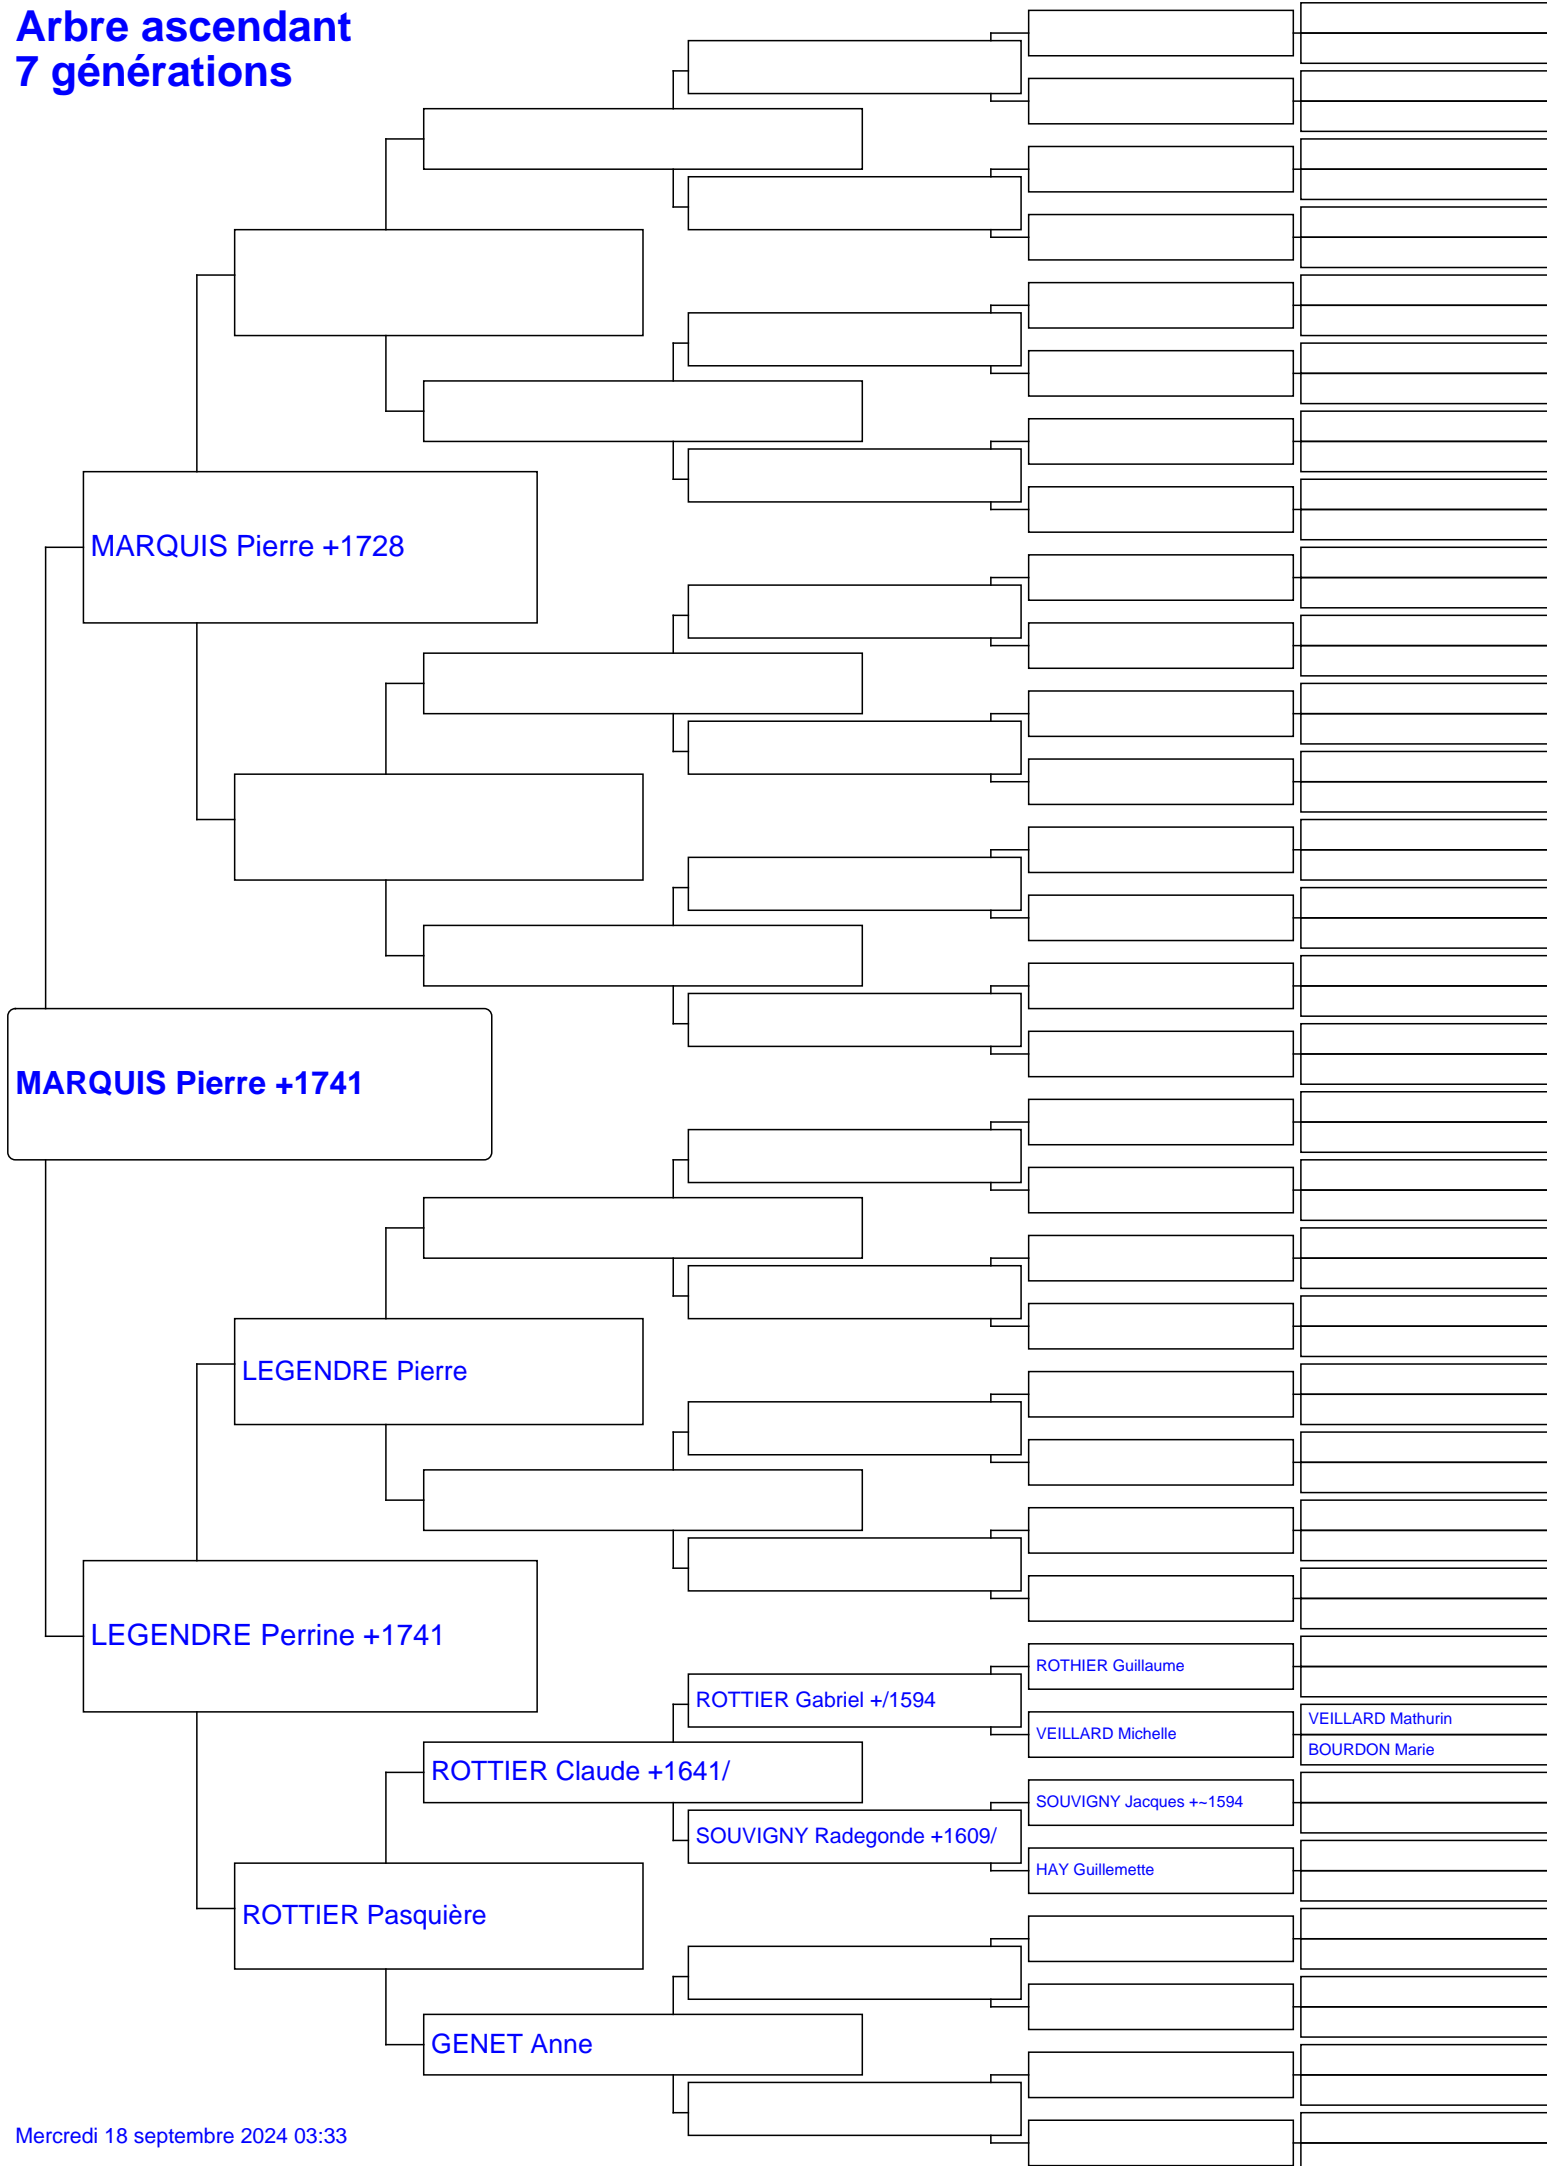 Arbre ascendant
7 générations
MARQUIS Pierre +1728
MARQUIS Pierre +1741
LEGENDRE Pierre
LEGENDRE Perrine +1741
ROTHIER Guillaume
ROTTIER Gabriel +/1594
VEILLARD Mathurin
VEILLARD Michelle
BOURDON Marie
ROTTIER Claude +1641/
SOUVIGNY Jacques +~1594
SOUVIGNY Radegonde +1609/
HAY Guillemette
ROTTIER Pasquière
GENET Anne
Mercredi 18 septembre 2024 03:33